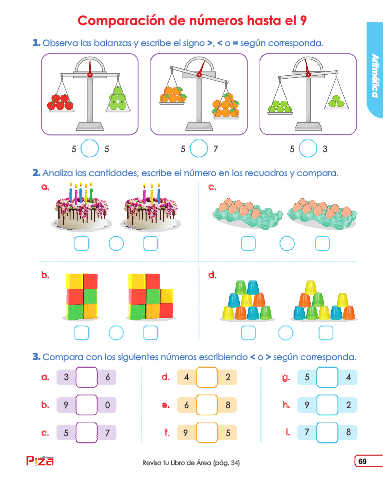 Comparación de números hasta el 9
1. Observa las balanzas y escribe el signo >, < o = según corresponda.
Aritmética
5 5 5 7 5 3
2. Analiza las cantidades, escribe el número en los recuadros y compara.
a. c.
b. d.
3. Compara con los siguientes números escribiendo < o > según corresponda.
a. 3 6 d. 4 2 g. 5 4
b. 9 0 e. 6 8 h. 9 2
c. 5 7 f. 9 5 i. 7 8
Piza
Revisa tu Libro de Área (pág. 34)
69